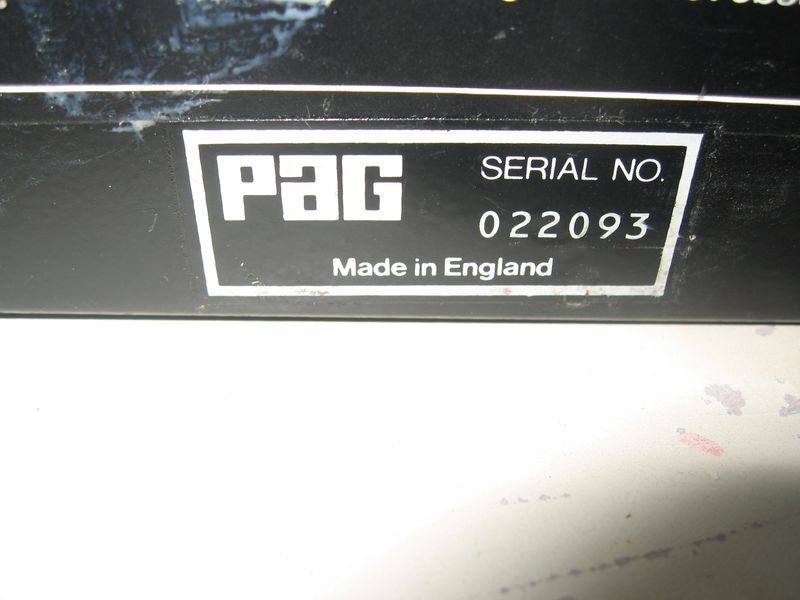 PAG
SERIAL NO.
022093
Made in England